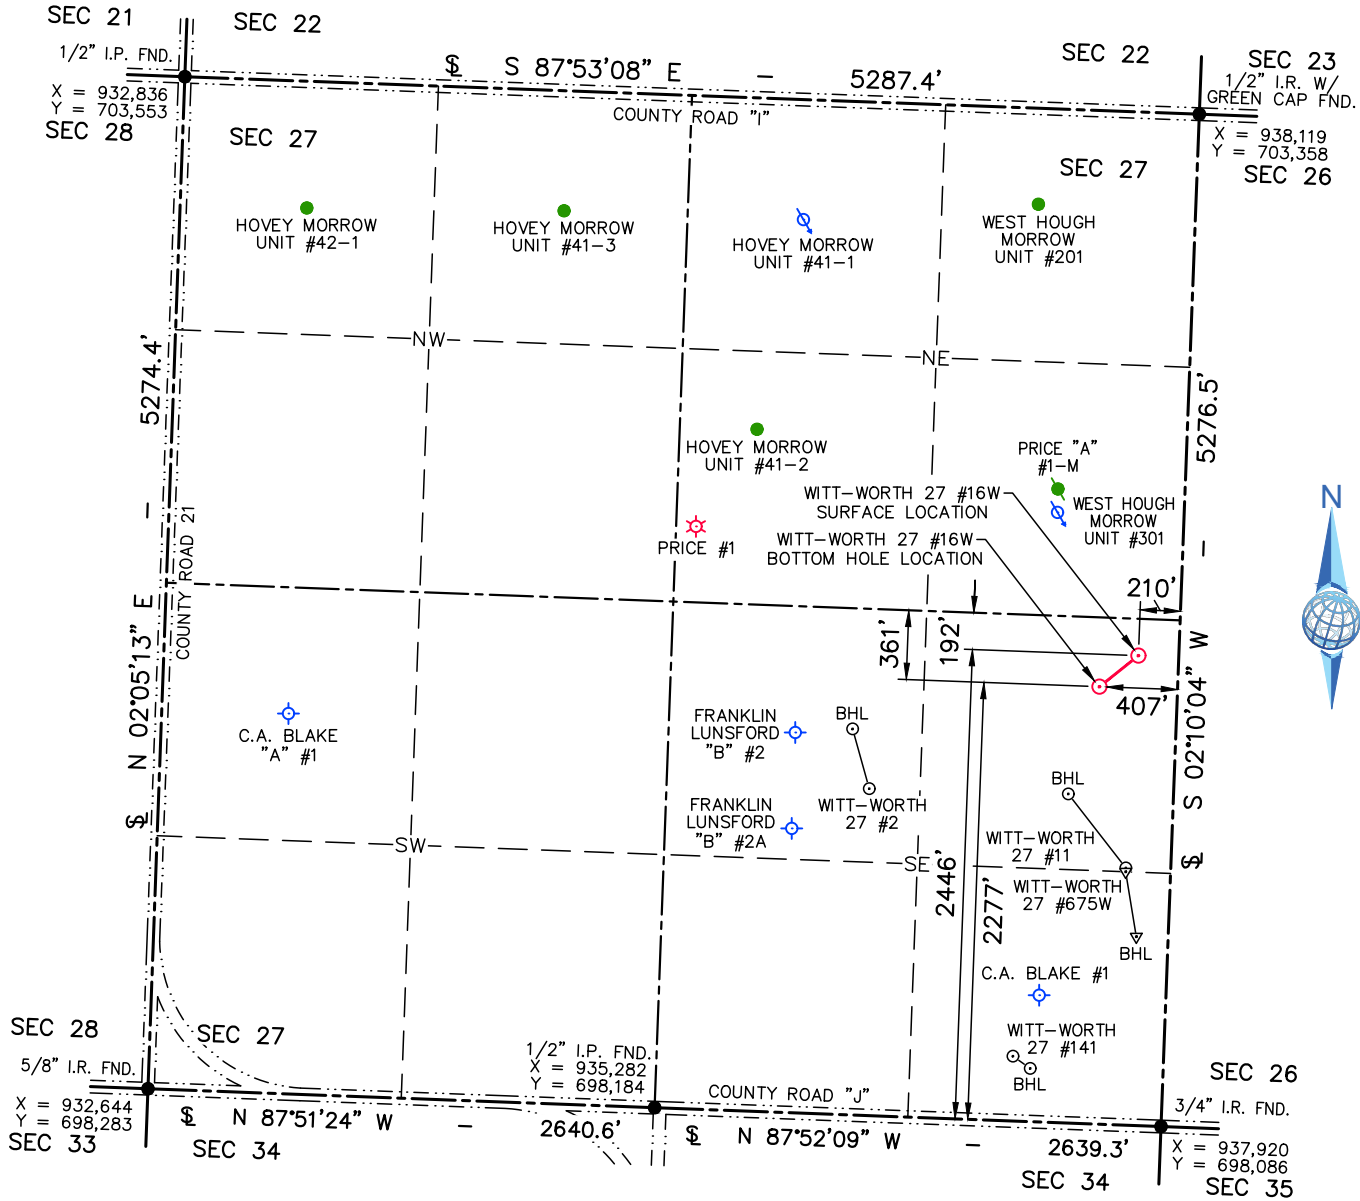 SEC 21
SEC 22
SEC 22
SEC 23
1/2" I.P. FND.
S 87°53'08" E — 5287.4'
1/2" I.R. W/
GREEN CAP FND.
X = 932,836
Y = 703,553
SEC 28
COUNTY ROAD "I"
X = 938,119
Y = 703,358
SEC 27
SEC 27
SEC 26
HOVEY MORROW
UNIT #42-1
HOVEY MORROW
UNIT #41-3
HOVEY MORROW
UNIT #41-1
WEST HOUGH
MORROW
UNIT #201
NW
NE
5274.4'
5276.5'
HOVEY MORROW
UNIT #41-2
PRICE "A"
#1-M
WITT-WORTH 27 #16W
SURFACE LOCATION
WEST HOUGH
MORROW
UNIT #301
N
PRICE #1
WITT-WORTH 27 #16W
BOTTOM HOLE LOCATION
COUNTY ROAD 21
210'
361'
192'
407'
N 02°05'13" E —
S 02°10'04" W —
C.A. BLAKE
"A" #1
FRANKLIN
LUNSFORD
"B" #2
BHL
WITT-WORTH
27 #2
FRANKLIN
LUNSFORD
"B" #2A
BHL
WITT-WORTH
27 #11
SW
SE
WITT-WORTH
27 #675W
2446'
2277'
BHL
C.A. BLAKE #1
SEC 28
SEC 27
WITT-WORTH
27 #141
BHL
5/8" I.R. FND.
1/2" I.P. FND.
X = 935,282
Y = 698,184
COUNTY ROAD "J"
SEC 26
3/4" I.R. FND.
X = 932,644
Y = 698,283
SEC 33
N 87°51'24" W — 2640.6'
N 87°52'09" W — 2639.3'
X = 937,920
Y = 698,086
SEC 34
SEC 34
SEC 35